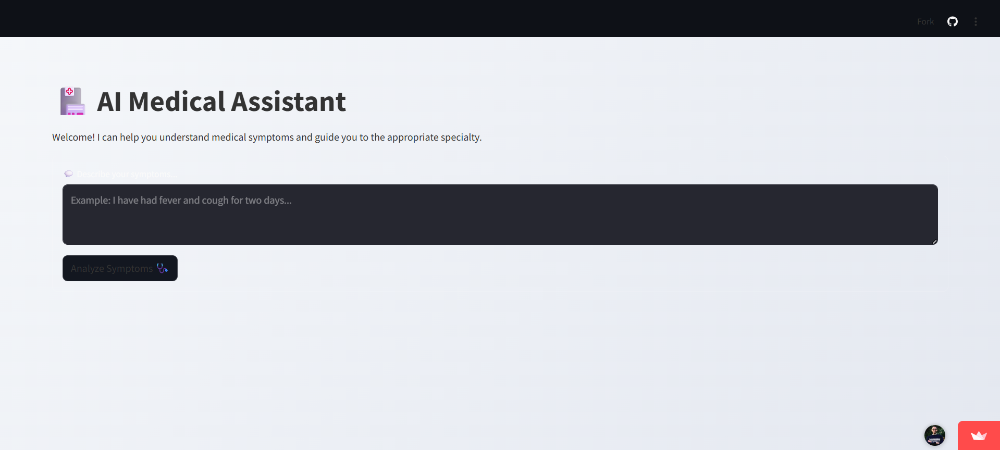 Fork
AI Medical Assistant
Welcome! I can help you understand medical symptoms and guide you to the appropriate specialty.
Describe your symptoms...
Example: I have had fever and cough for two days...
Analyze Symptoms